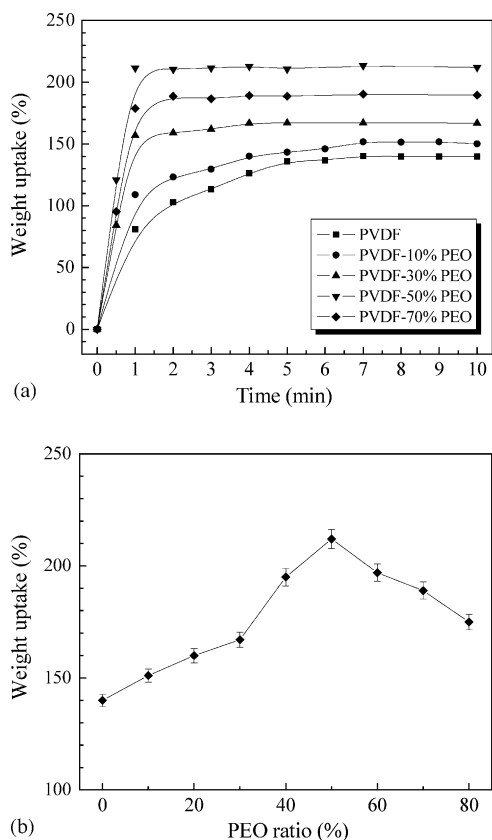 250
200
150
100
50
0
Weight uptake (%)
PVDF
PVDF-10% PEO
PVDF-30% PEO
PVDF-50% PEO
PVDF-70% PEO
0 1 2 3 4 5 6 7 8 9 10
Time (min)
(a)
250
200
150
100
Weight uptake (%)
0 20 40 60 80
PEO ratio (%)
(b)